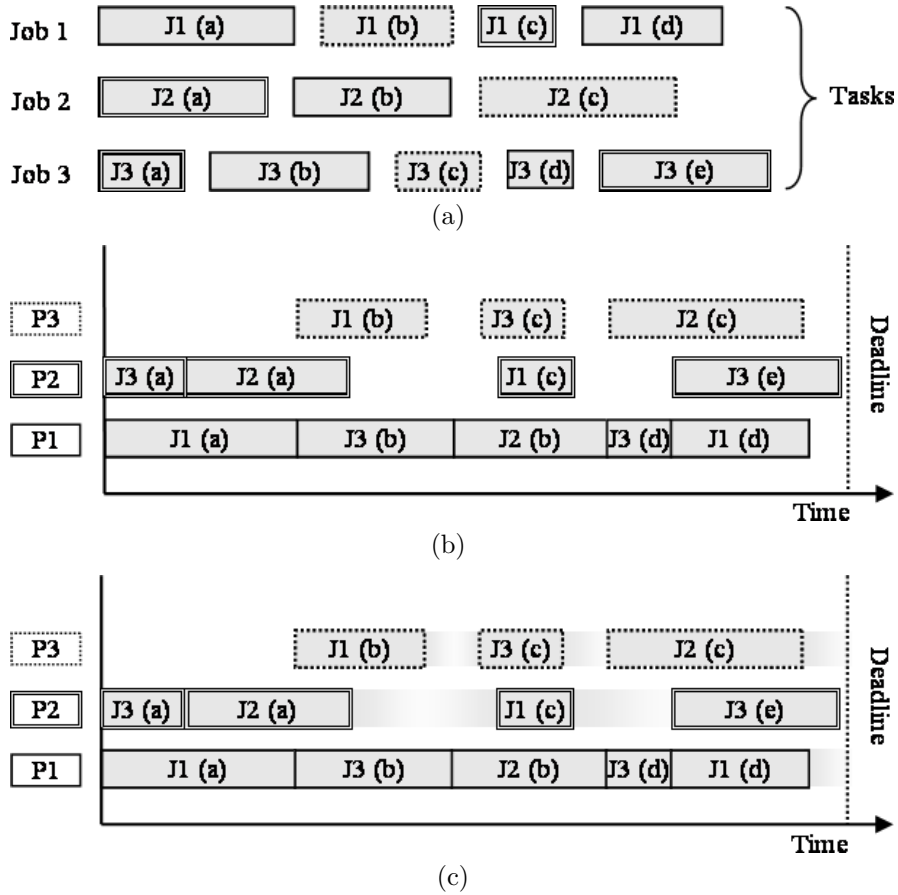 Job 1 J1 (a) J1 (b) J1 (c) J1 (d)
Job 2 J2 (a) J2 (b) J2 (c) Tasks
Job 3 J3 (a) J3 (b) J3 (c) J3 (d) J3 (e)
(a)
P3 J1 (b) J3 (c) J2 (c)
P2 J3 (a) J2 (a) J1 (c) J3 (e)
P1 J1 (a) J3 (b) J2 (b) J3 (d) J1 (d)
Deadline
Time
(b)
P3 J1 (b) J3 (c) J2 (c)
P2 J3 (a) J2 (a) J1 (c) J3 (e)
P1 J1 (a) J3 (b) J2 (b) J3 (d) J1 (d)
Deadline
Time
(c)